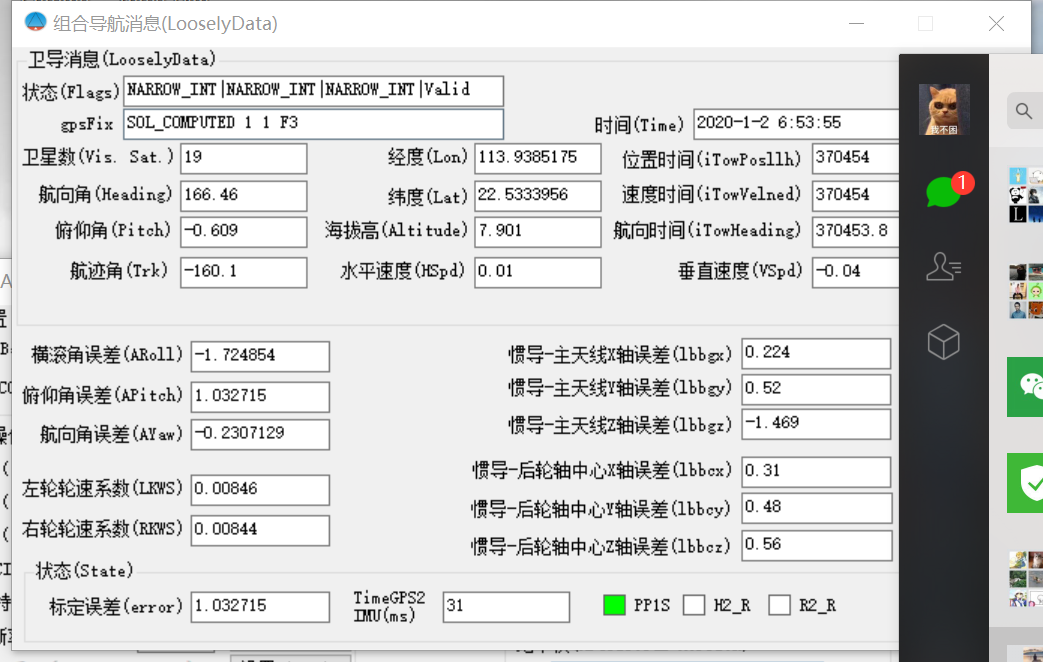 组合导航消息(LooselyData)
卫导消息(LooselyData)
状态(Flags) NARROW_INT|NARROW_INT|NARROW_INT|Valid
gpsFix SOL_COMPUTED 1 1 F3 时间(Time) 2020-1-2 6:53:55
卫星数(Vis. Sat.) 19 经度(Lon) 113.9385175 位置时间(iTowPosllh) 370454
航向角(Heading) 166.46 纬度(Lat) 22.5333956 速度时间(iTowVelned) 370454
俯仰角(Pitch) -0.609 海拔高(Altitude) 7.901 航向时间(iTowHeading) 370453.8
航迹角(Trk) -160.1 水平速度(HSpd) 0.01 垂直速度(VSpd) -0.04
横滚角误差(ARoll) -1.724854 惯导-主天线X轴误差(lbbgx) 0.224
俯仰角误差(APitch) 1.032715 惯导-主天线Y轴误差(lbbgy) 0.52
航向角误差(AYaw) -0.2307129 惯导-主天线Z轴误差(lbbgz) -1.469
惯导-后轮轴中心X轴误差(lbbcx) 0.31
左轮轮速系数(LKWS) 0.00846 惯导-后轮轴中心Y轴误差(lbbcy) 0.48
右轮轮速系数(RKWS) 0.00844 惯导-后轮轴中心Z轴误差(lbbcz) 0.56
状态(State)
标定误差(error) 1.032715 TimeGPS2 31 PP1S H2_R R2_R
IMU(ms)
我不困
1
L